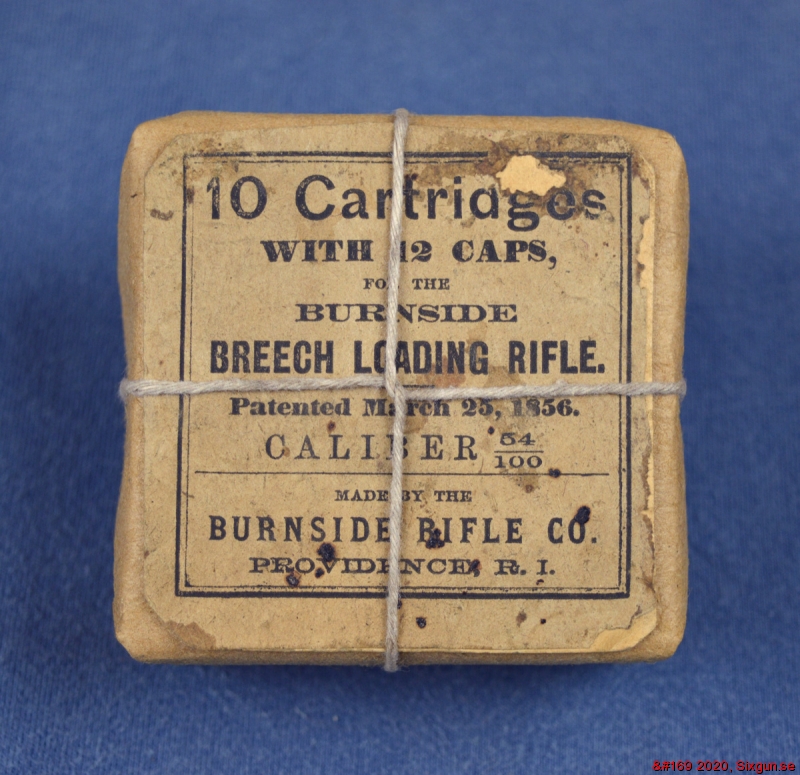 10 Cartridges
WITH 12 CAPS,
FOR THE
BURNSIDE
BREECH LOADING RIFLE.
Patented March 25, 1856.
CALIBER 54/100
MADE BY THE
BURNSIDE RIFLE CO.
PROVIDENCE, R. I.
&#169 2020, Sixgun.se